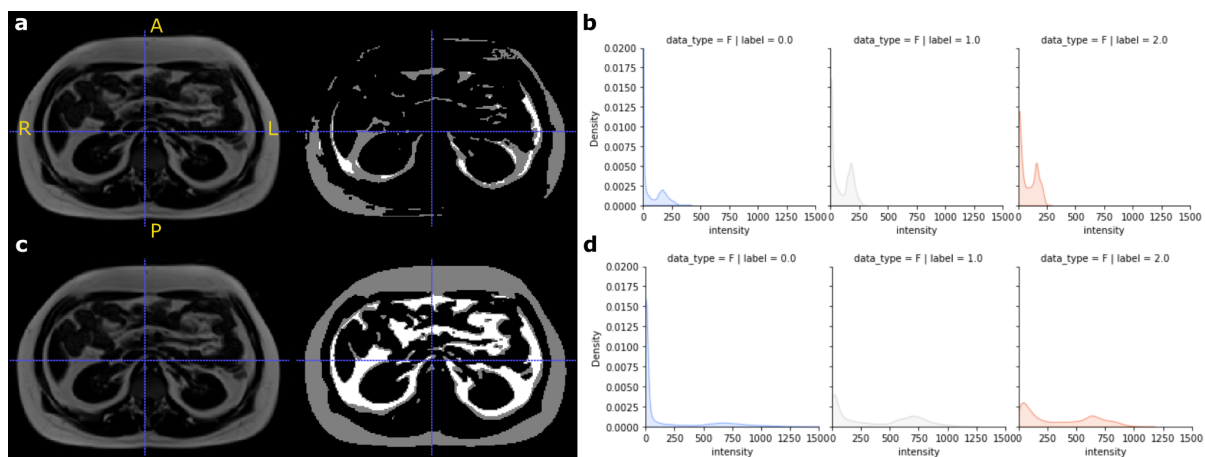 a
A
R
L
P
b
data_type = F | label = 0.0
data_type = F | label = 1.0
data_type = F | label = 2.0
0.0200
0.0175
0.0150
0.0125
0.0100
0.0075
0.0050
0.0025
0.0000
Density
0 250 500 750 1000 1250 1500
250 500 750 1000 1250 1500
250 500 750 1000 1250 1500
intensity
intensity
intensity
c
d
data_type = F | label = 0.0
data_type = F | label = 1.0
data_type = F | label = 2.0
0.0200
0.0175
0.0150
0.0125
0.0100
0.0075
0.0050
0.0025
0.0000
Density
0 250 500 750 1000 1250 1500
250 500 750 1000 1250 1500
250 500 750 1000 1250 1500
intensity
intensity
intensity